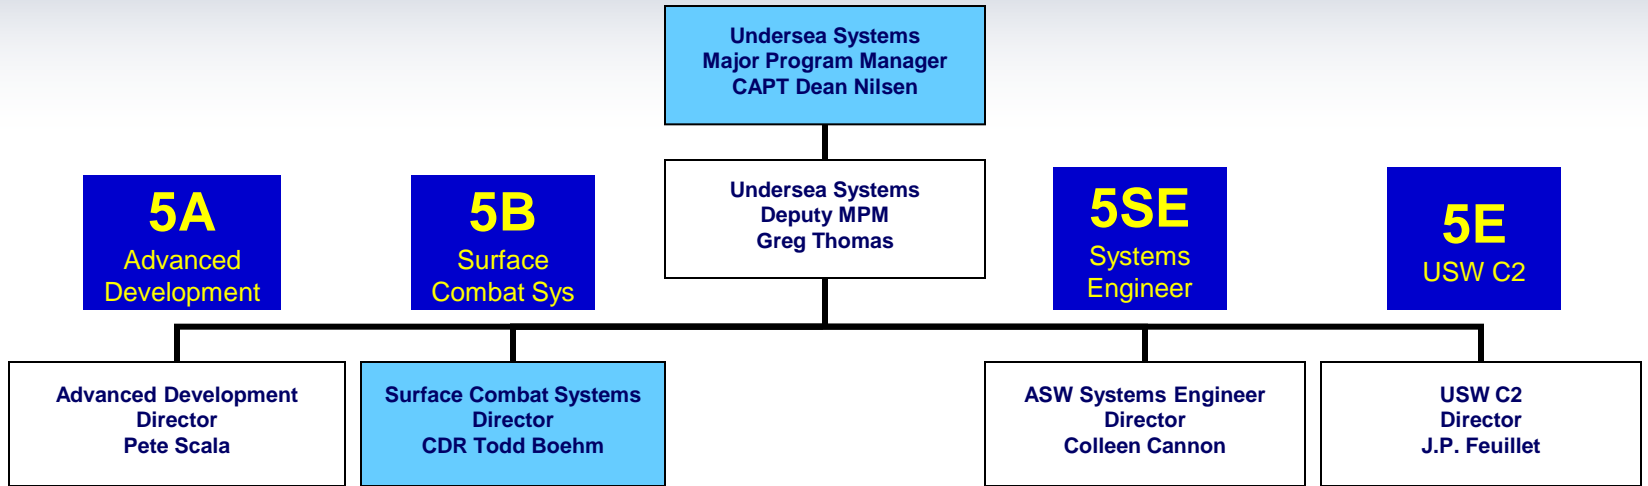 Undersea Systems
Major Program Manager
CAPT Dean Nilsen
Undersea Systems
Deputy MPM
Greg Thomas
5A
Advanced
Development
5B
Surface
Combat Sys
5SE
Systems
Engineer
5E
USW C2
Advanced Development
Director
Pete Scala
Surface Combat Systems
Director
CDR Todd Boehm
ASW Systems Engineer
Director
Colleen Cannon
USW C2
Director
J.P. Feuillet